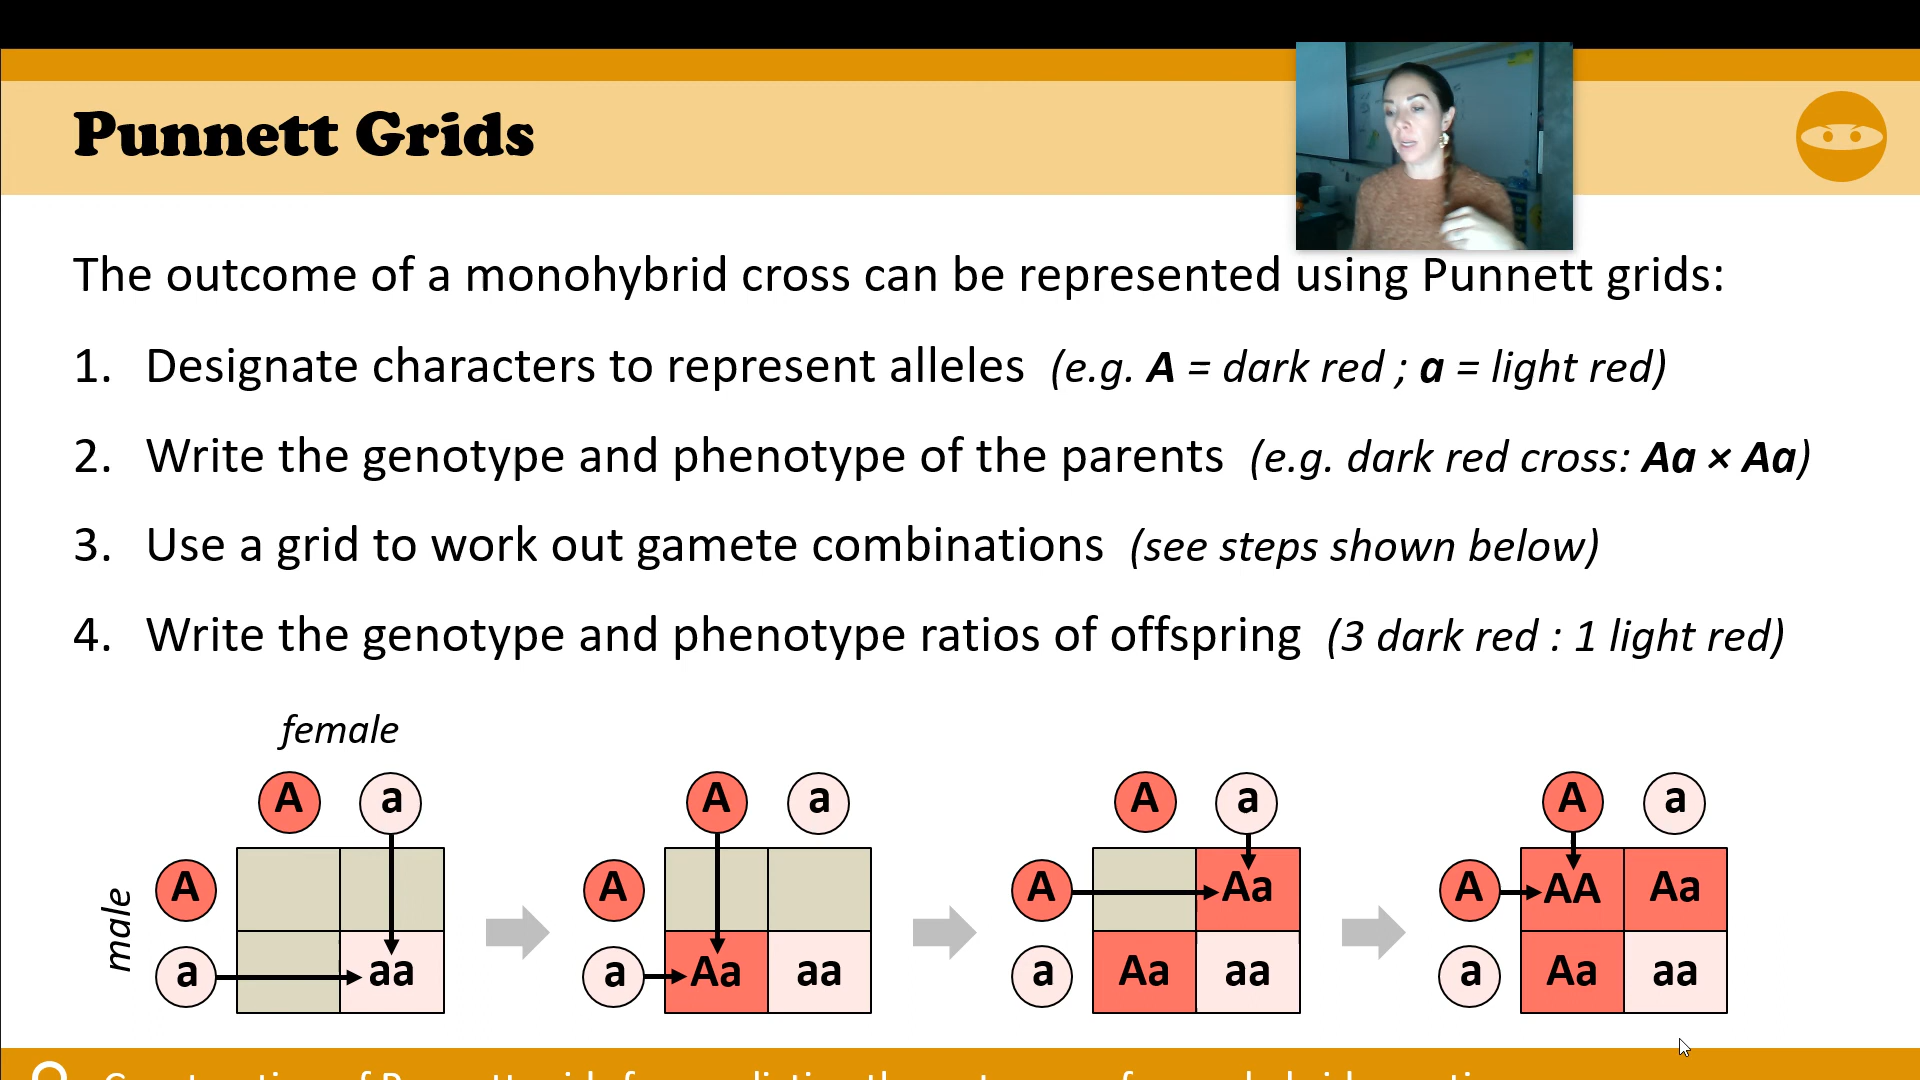 Punnett Grids
The outcome of a monohybrid cross can be represented using Punnett grids:
1. Designate characters to represent alleles (e.g. A = dark red ; a = light red)
2. Write the genotype and phenotype of the parents (e.g. dark red cross: Aa × Aa)
3. Use a grid to work out gamete combinations (see steps shown below)
4. Write the genotype and phenotype ratios of offspring (3 dark red : 1 light red)
female
male
A a
A
a aa
A a
A
a Aa aa
A a
A Aa
a Aa aa
A a
A AA Aa
a Aa aa